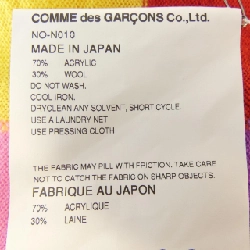 COMME des GARÇONS Co.,Ltd.
NO-N010
MADE IN JAPAN
70% ACRYLIC
30% WOOL
DO NOT WASH.
COOL IRON.
DRYCLEAN ANY SOLVENT, SHORT CYCLE.
USE A LAUNDRY NET
USE PRESSING CLOTH
THE FABRIC MAY PILL WITH FRICTION. TAKE CARE
NOT TO CATCH THE FABRIC ON SHARP OBJECTS.
FABRIQUE AU JAPON
70% ACRYLIQUE
30% LAINE